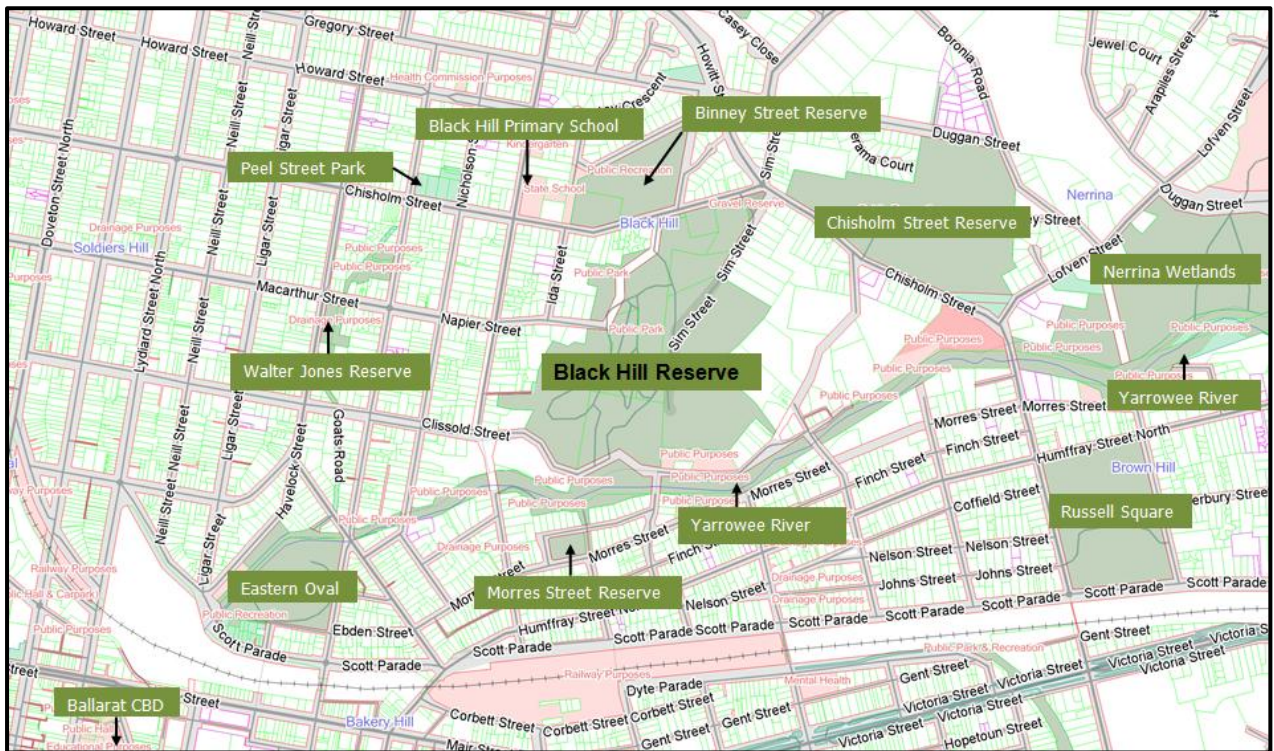 Howard Street
Neill Street
Gregory Street
Howard Street
Howard Street
Health Commission Purposes
Casey Close
Boronia Road
Jewel Court
Araplies Street
Lofven Street
Black Hill Primary School
Kindergarten
Crescent
Binney Street Reserve
Duggan Street
Peel Street Park
Public Recreation
State School
Sim Street
Court
Nerrina
Duggan Street
Doveton Street North
Neill Street
Ligar Street
Chisholm Street
Gravel Reserve
Black Hill
Chisholm Street Reserve
Drainage Purposes
Soldiers Hill
Public Purposes
Public Purposes
Ida Street
Public Park
Sim Street
Chisholm Street
Lofven Street
Nerrina Wetlands
Macarthur Street
Drainage Purposes
Napier Street
Public Park
Sim Street
Public Purposes
Public Purposes
Public Purposes
Lydiard Street North
Neill Street
Walter Jones Reserve
Black Hill Reserve
Public Purposes
Public Purposes
Yarrowee River
Ligar Street
Clissold Street
Goats Road
Havelock Street
Morres Street
Morres Street
Finch Street
Humffray Street North
Brown Hill
Public Purposes
Public Purposes
Public Purposes
Public Purposes
Morres Street
Finch Street
Coffield Street
Russell Square
Yarrowee River
Neill Street
Ligar Street
Public Purposes
Drainage Purposes
Morres Street
Nelson Street
Nelson Street
Johns Street
Johns Street
Drainage Purposes
Drainage Purposes
Railway Purposes
Eastern Oval
Morres Street Reserve
Nelson Street
Scott Parade
Scott Parade
Scott Parade
Public Recreation
Ebden Street
Scott Parade
Scott Parade
Scott Parade
Scott Parade
Scott Parade
Public Purposes
Railway Purposes
Public Park & Recreation
Gent Street
Victoria Street
Victoria Street
Dyte Parade
Mental Health
Gent Street
Victoria Street
Ballarat CBD
Street
Bakery Hill
Corbett Street
Corbett Street
Corbett Street
Gent Street
Victoria Street
Victoria Street
Educational Purposes
Gent Street
Victoria Street
Hopetoun Street